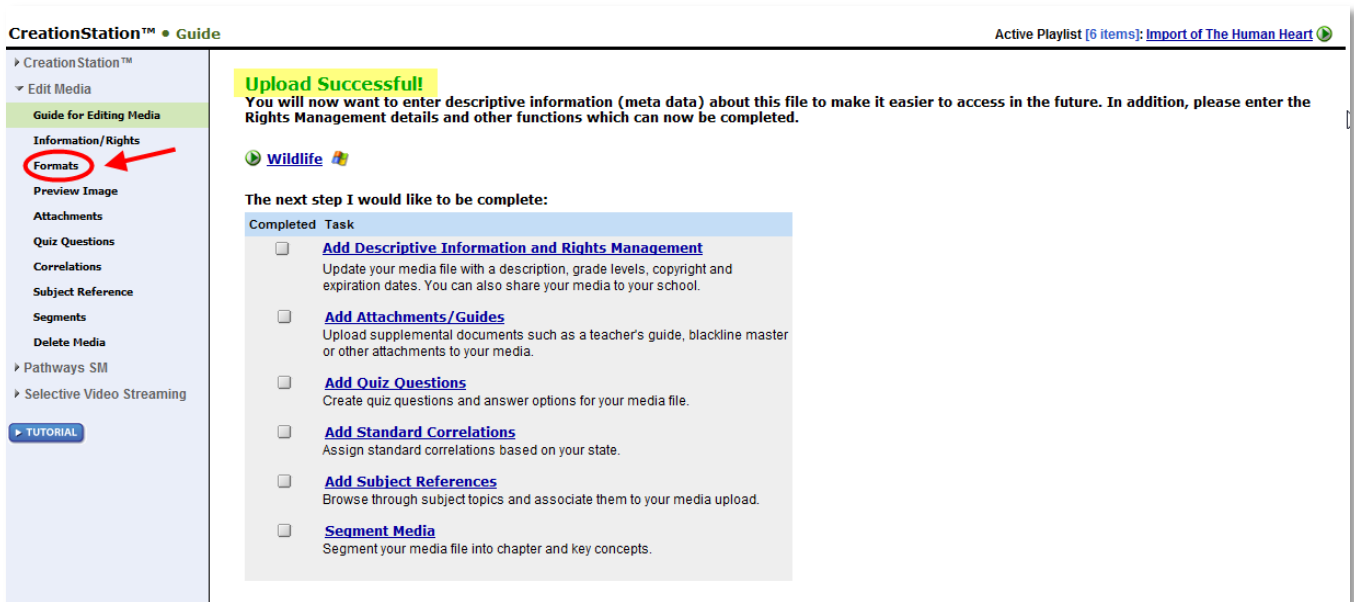 CreationStation™ • Guide
Active Playlist [6 items]: Import of The Human Heart
CreationStation™
Edit Media
Guide for Editing Media
Information/Rights
Formats
Preview Image
Attachments
Quiz Questions
Correlations
Subject Reference
Segments
Delete Media
Pathways SM
Selective Video Streaming
TUTORIAL
Upload Successful!
You will now want to enter descriptive information (meta data) about this file to make it easier to access in the future. In addition, please enter the
Rights Management details and other functions which can now be completed.
Wildlife
The next step I would like to be complete:
Completed Task
Add Descriptive Information and Rights Management
Update your media file with a description, grade levels, copyright and
expiration dates. You can also share your media to your school.
Add Attachments/Guides
Upload supplemental documents such as a teacher's guide, blackline master
or other attachments to your media.
Add Quiz Questions
Create quiz questions and answer options for your media file.
Add Standard Correlations
Assign standard correlations based on your state.
Add Subject References
Browse through subject topics and associate them to your media upload.
Segment Media
Segment your media file into chapter and key concepts.